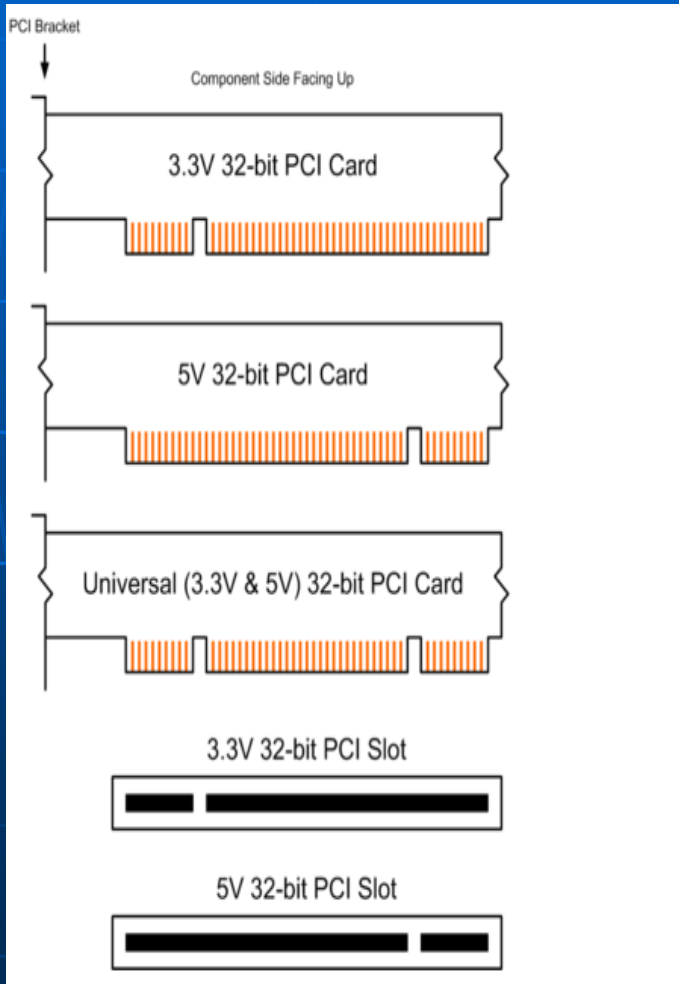 PCI Bracket
Component Side Facing Up
3.3V 32-bit PCI Card
5V 32-bit PCI Card
Universal (3.3V & 5V) 32-bit PCI Card
3.3V 32-bit PCI Slot
5V 32-bit PCI Slot